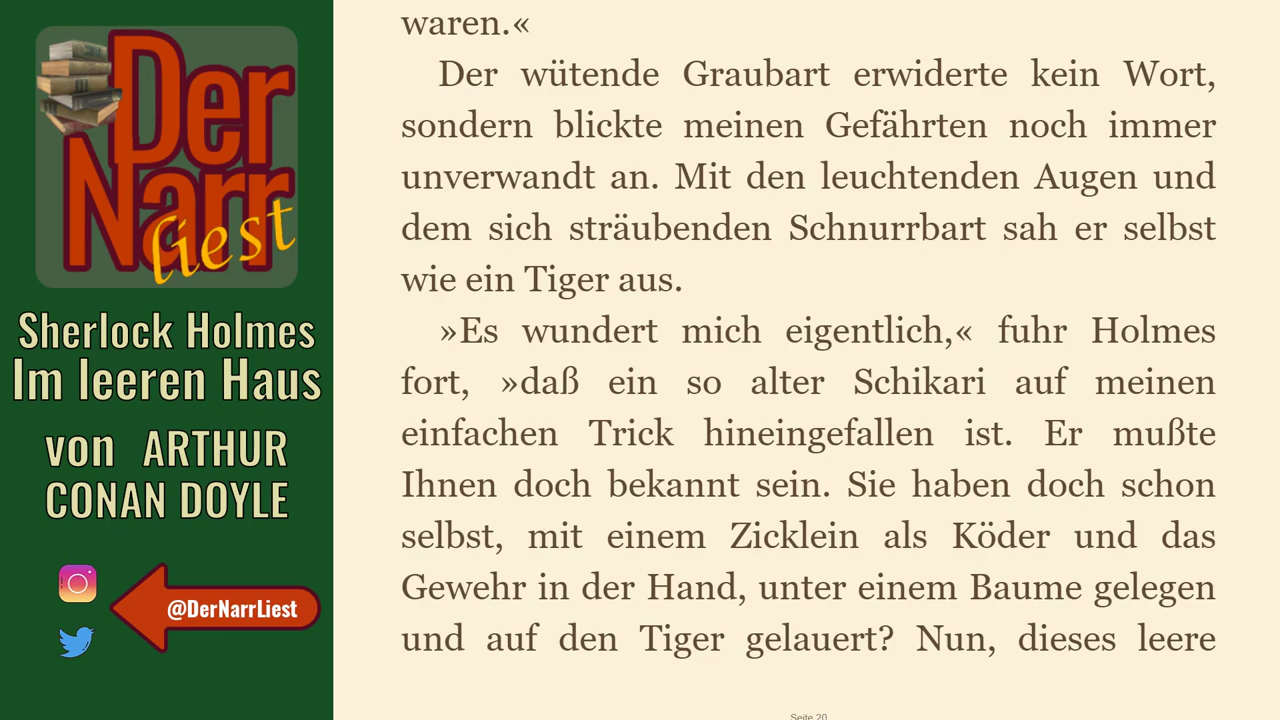 Der
Narr
liest
Sherlock Holmes
Im leeren Haus
von ARTHUR
CONAN DOYLE
@DerNarrLiest
waren.«
Der wütende Graubart erwiderte kein Wort,
sondern blickte meinen Gefährten noch immer
unverwandt an. Mit den leuchtenden Augen und
dem sich sträubenden Schnurrbart sah er selbst
wie ein Tiger aus.
»Es wundert mich eigentlich,« fuhr Holmes
fort, »daß ein so alter Schikari auf meinen
einfachen Trick hineingefallen ist. Er mußte
Ihnen doch bekannt sein. Sie haben doch schon
selbst, mit einem Zicklein als Köder und das
Gewehr in der Hand, unter einem Baume gelegen
und auf den Tiger gelauert? Nun, dieses leere
Seite 20